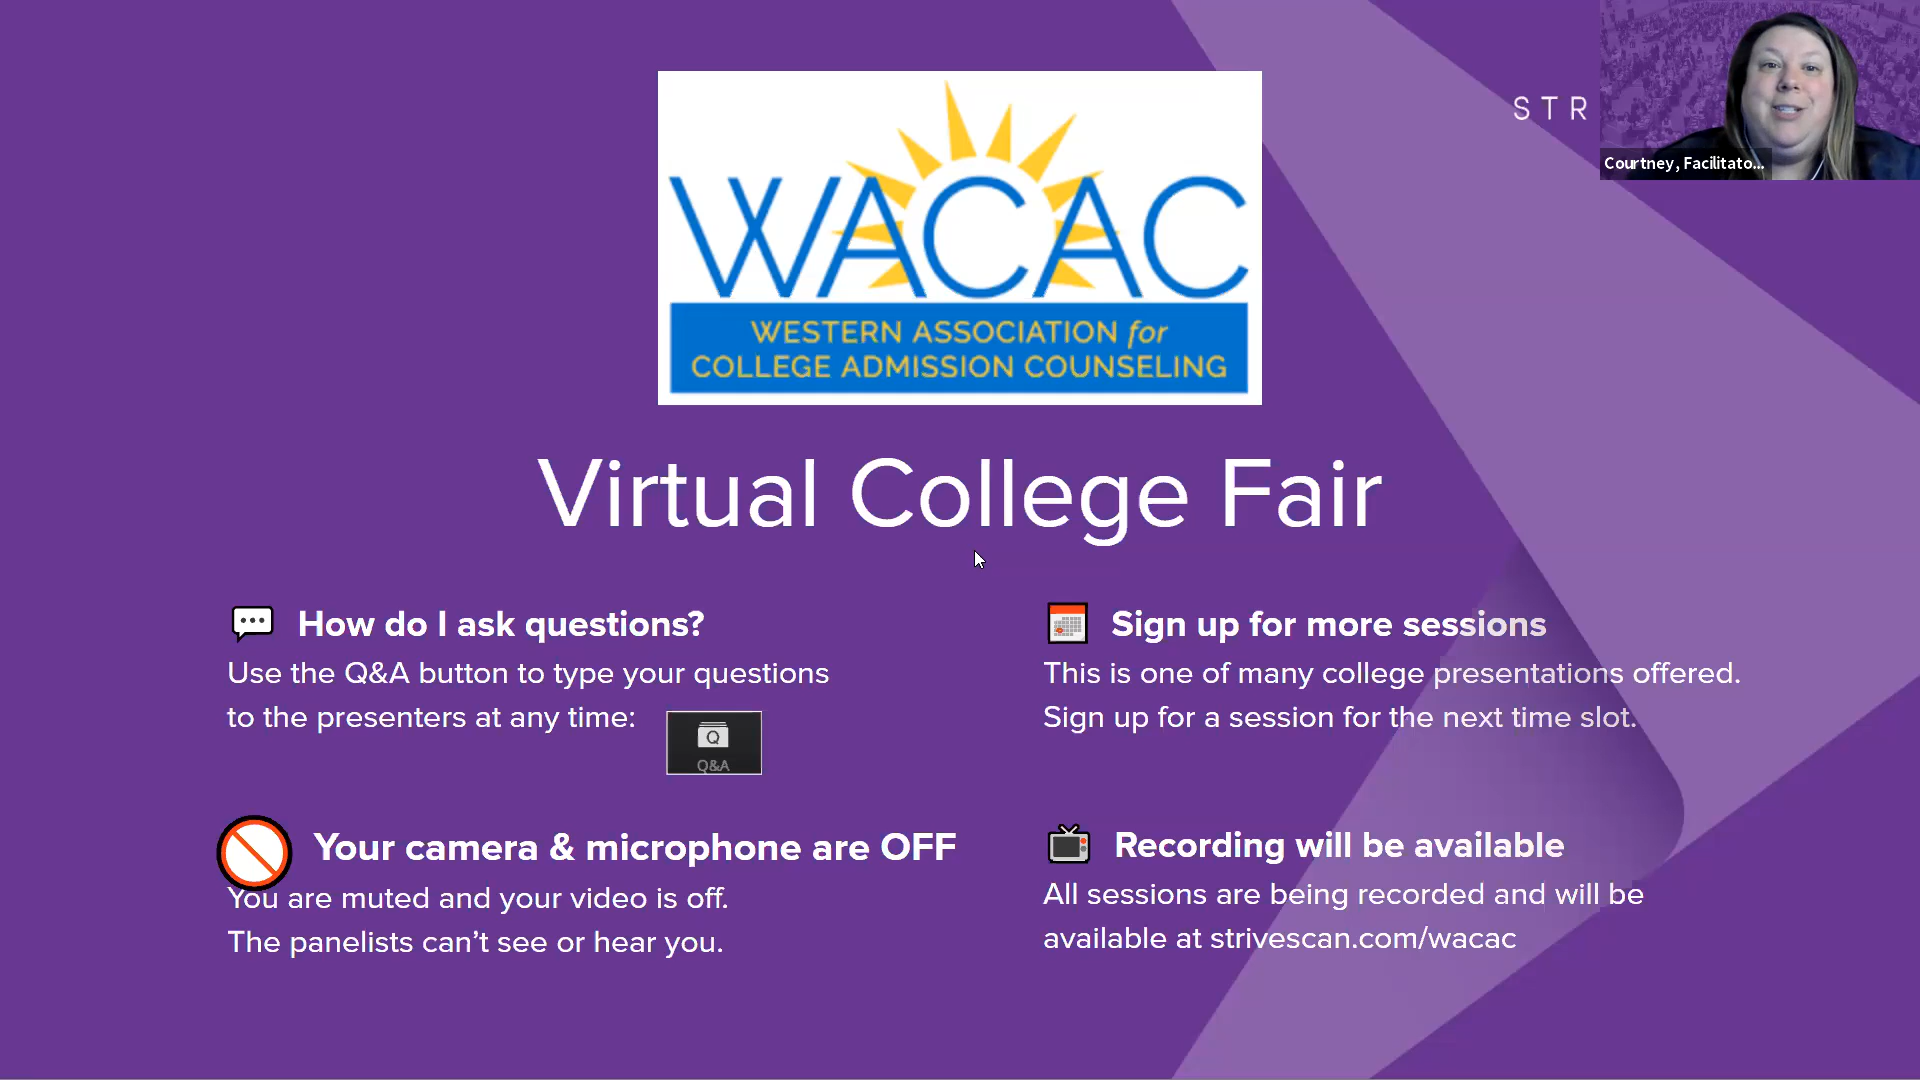 WACAC
WESTERN ASSOCIATION for
COLLEGE ADMISSION COUNSELING
STR
Courtney, Facilitato...
Virtual College Fair
How do I ask questions?
Use the Q&A button to type your questions
to the presenters at any time:
Q
Q&A
Sign up for more sessions
This is one of many college presentations offered.
Sign up for a session for the next time slot.
Your camera & microphone are OFF
You are muted and your video is off.
The panelists can’t see or hear you.
Recording will be available
All sessions are being recorded and will be
available at strivescan.com/wacac